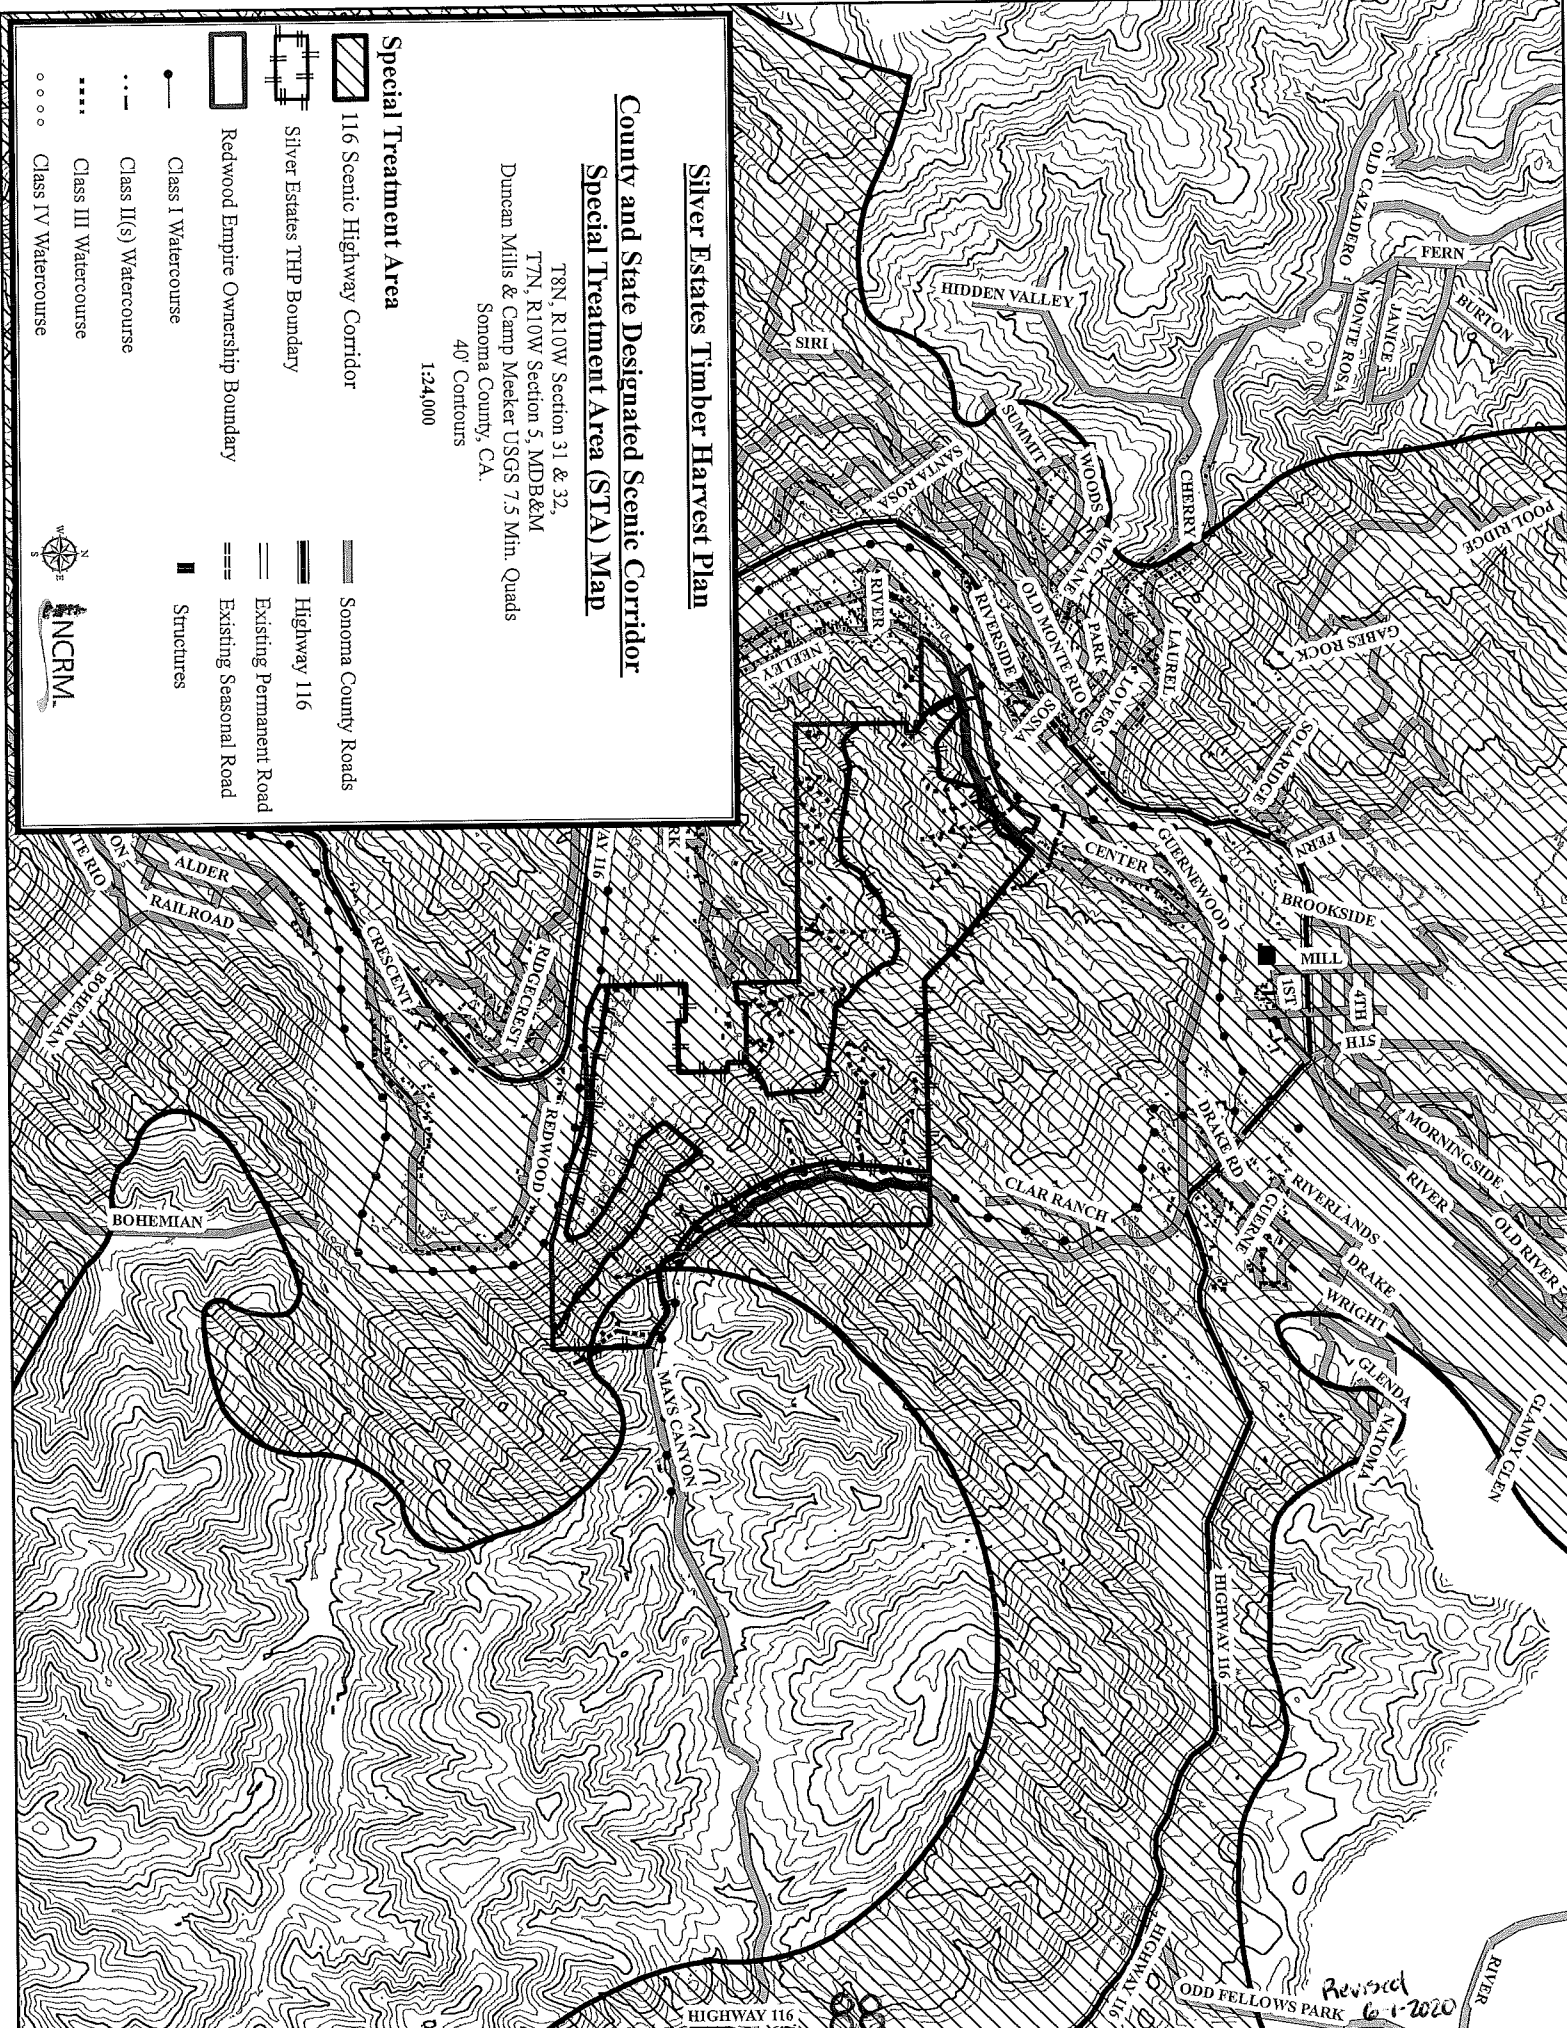 Silver Estates Timber Harvest Plan
County and State Designated Scenic Corridor
Special Treatment Area (STA) Map
T8N, R10W Section 31 & 32,
T7N, R10W Section 5, MDB&M
Duncan Mills & Camp Meeker USGS 7.5 Min. Quads
Sonoma County, CA.
40' Contours
1:24,000
Special Treatment Area
116 Scenic Highway Corridor
Silver Estates THP Boundary
Redwood Empire Ownership Boundary
Class I Watercourse
Class II(s) Watercourse
Class III Watercourse
Class IV Watercourse
Sonoma County Roads
Highway 116
Existing Permanent Road
Existing Seasonal Road
Structures
N
E
S
W
NCRM
OLD CAZADERO
FERN
BURTON
JANICE
MONTE ROSA
HIDDEN VALLEY
SIRI
SUMMIT
WOODS
CHERRY
SANTA ROSA
MCLANE
POOL RIDGE
GABES ROCK
OLD MONTE RIO
PARK
LAUREL
LOVERS
RIVERSIDE
RIVER
NEELEY
SOSNA
SOLARIDGE
FERN
GUERNEWOOD
CENTER
BROOKSIDE
MILL
1ST
4TH
5TH
MORNINGSIDE
RIVER
OLD RIVER
DRAKE RD
RIVERLANDS
GUERNE
DRAKE
WRIGHT
GLENDA
NATOMA
GLANDY GLEN
CLAR RANCH
AY 116
RK
ON
TE RIO
ALDER
RAILROAD
CRESCENT
RIDGECREST
REDWOOD
BOHEMIAN
BOHEMIAN
MAYS CANYON
HIGHWAY 116
HIGHWAY 116
HIGHWAY 116
ODD FELLOWS PARK
RIVER
Revised
6-1-2020